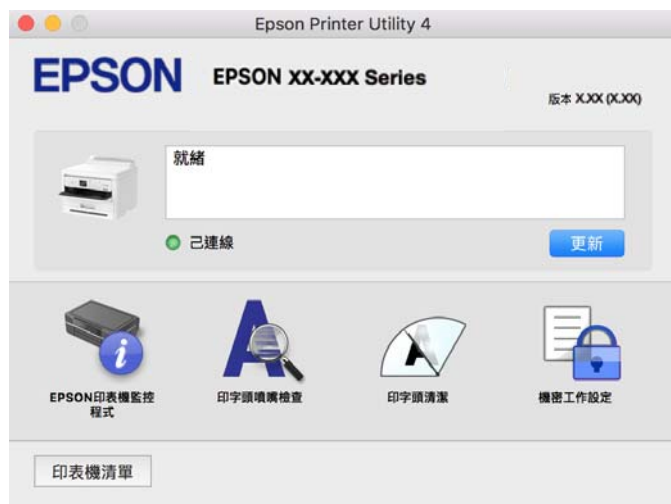 Epson Printer Utility 4
EPSON
EPSON XX-XXX Series
版本 X.XX (X.XX)
就緒
已連線
更新
EPSON印表機監控
程式
印字頭噴嘴檢查
印字頭清潔
機密工作設定
印表機清單